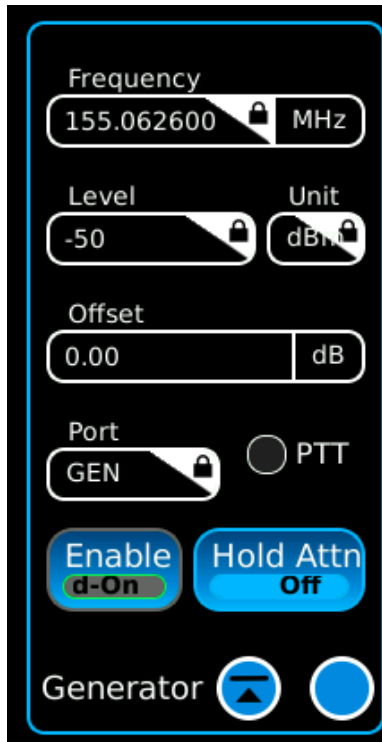 Frequency
155.062600 MHz
Level Unit
-50 dBm
Offset
0.00 dB
Port
PTT
GEN
Enable Hold Attn
d-On Off
Generator